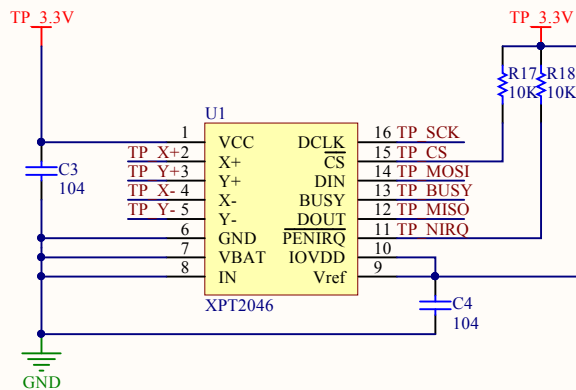 TP_3.3V
TP_3.3V
R17
R18
10K
10K
U1
1 VCC DCLK 16 TP_SCK
TP_X+ 2 X+ CS 15 TP_CS
TP_Y+ 3 Y+ DIN 14 TP_MOSI
TP_X- 4 X- BUSY 13 TP_BUSY
TP_Y- 5 Y- DOUT 12 TP_MISO
6 GND PENIRQ 11 TP_NIRQ
7 VBAT IOVDD 10
8 IN Vref 9
C3
104
XPT2046
C4
104
GND